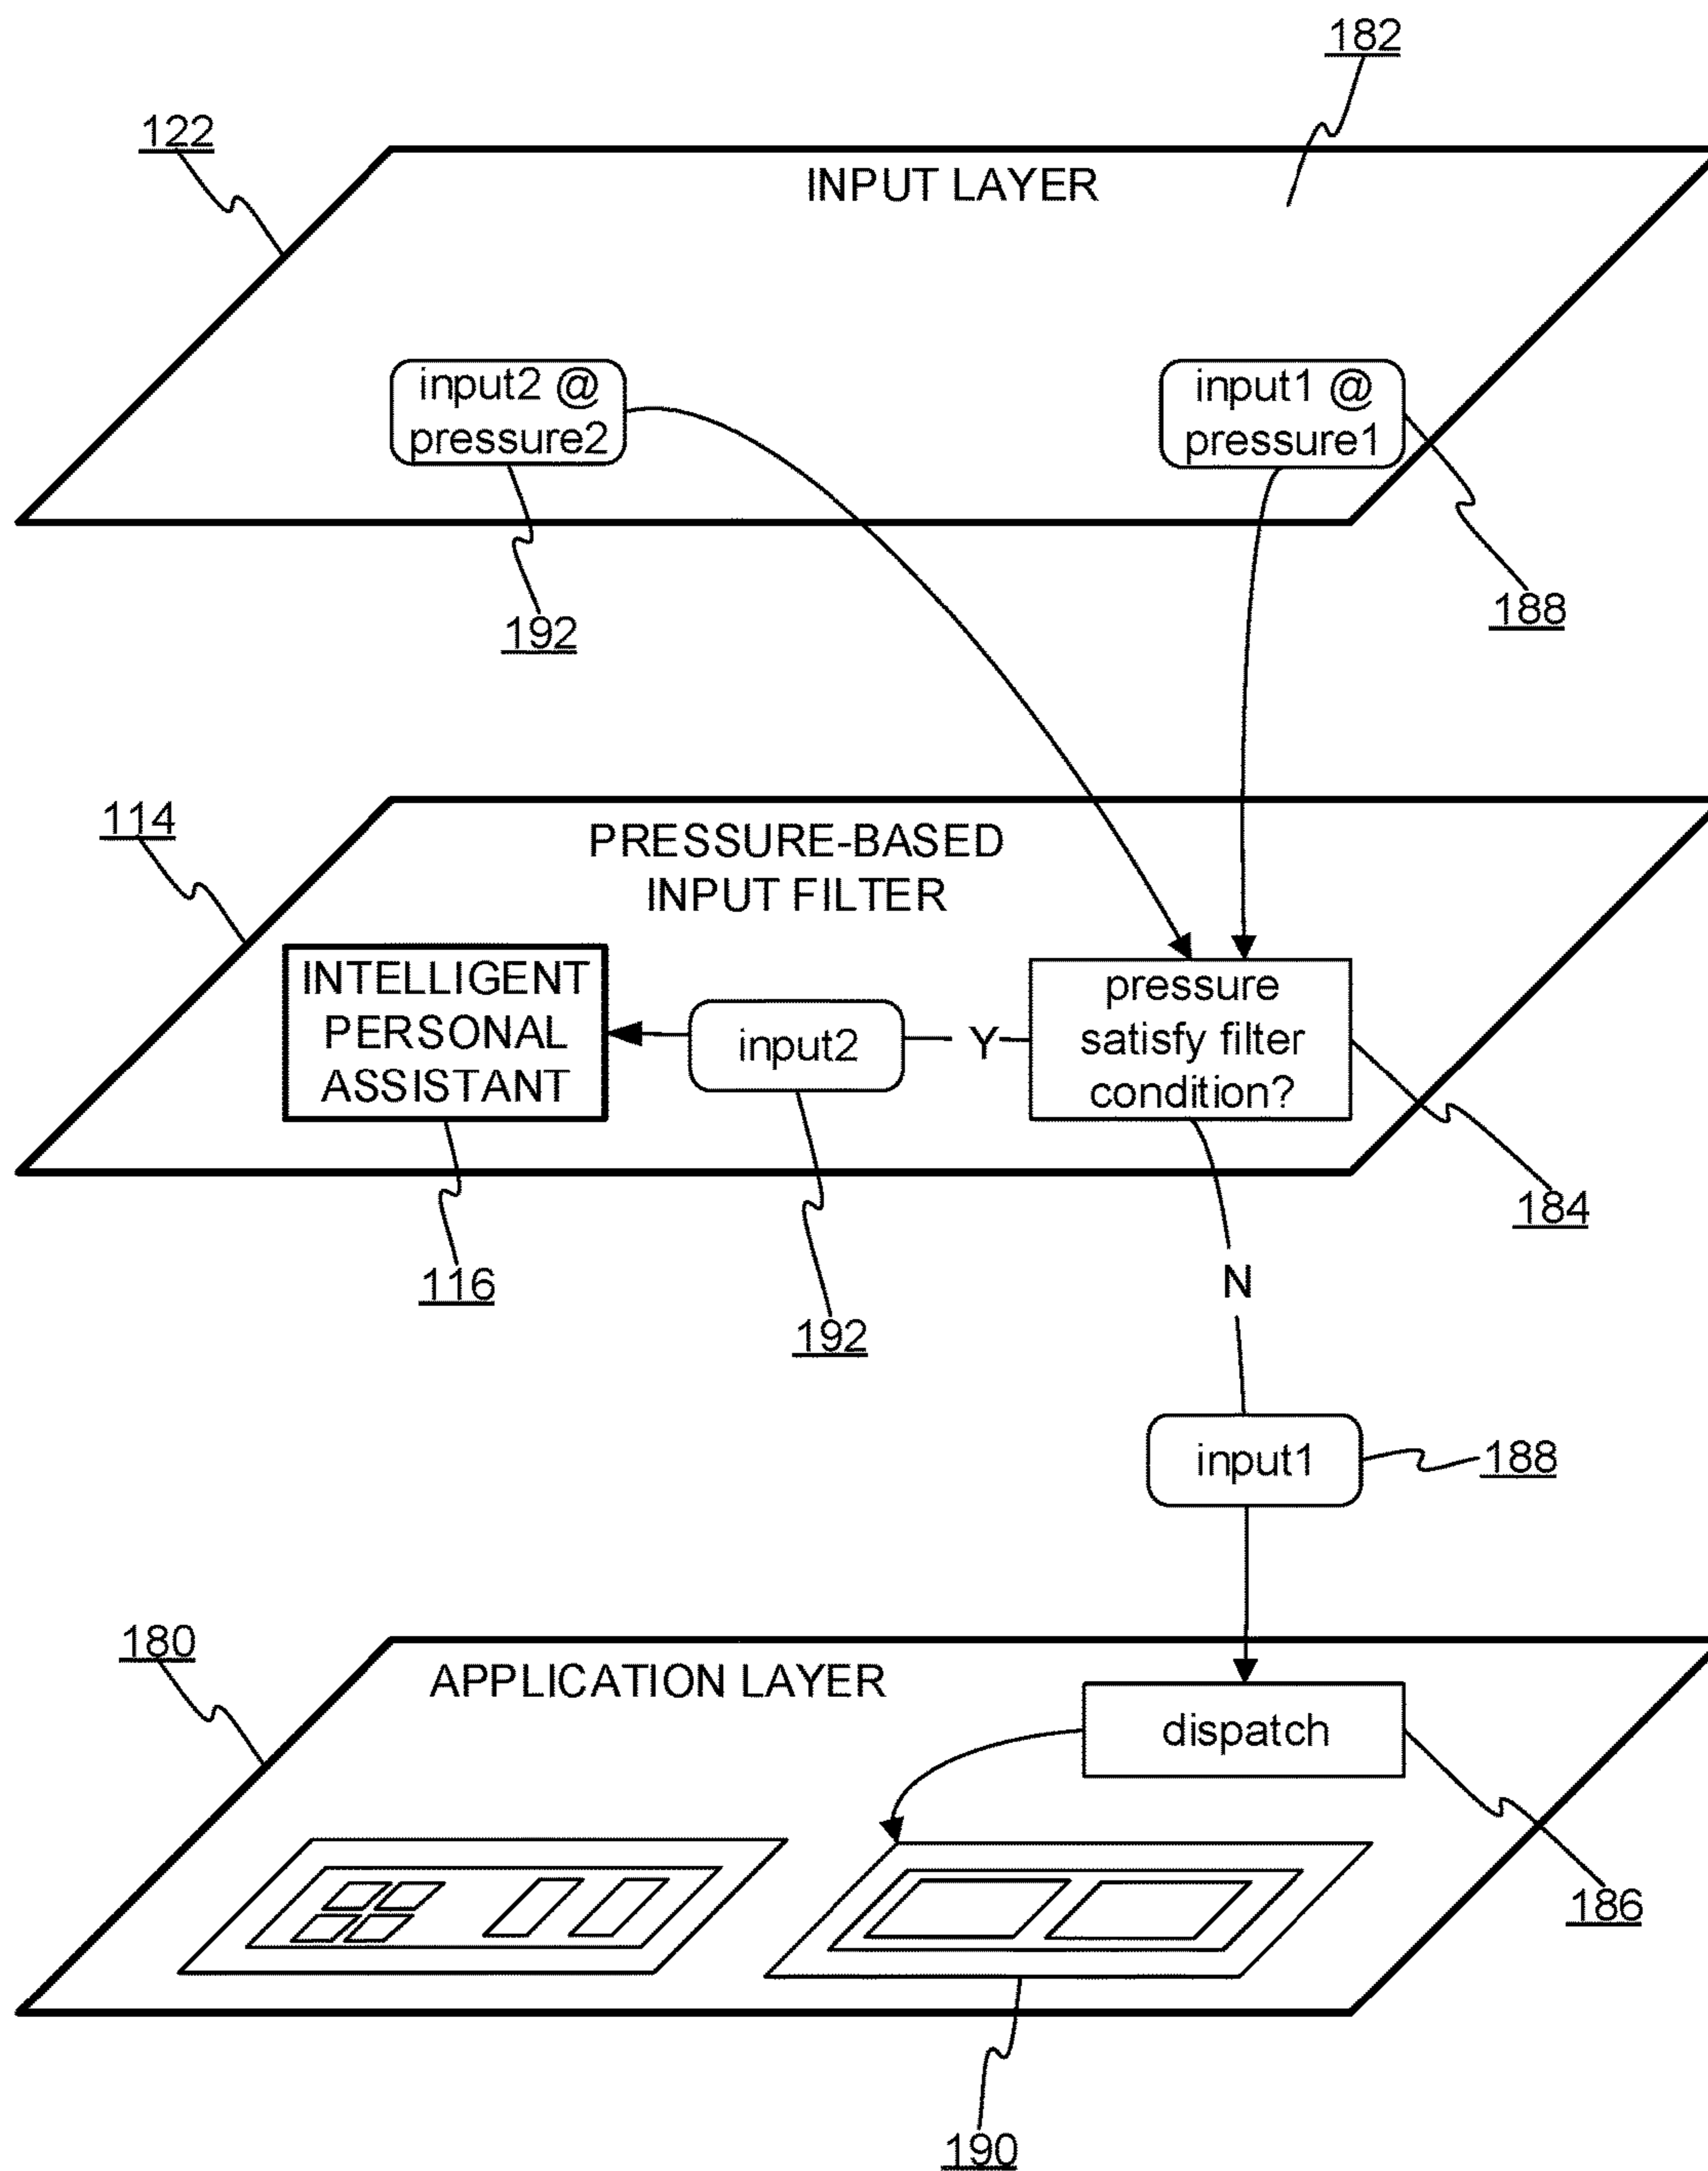 182
122
INPUT LAYER
input2 @
pressure2
input1 @
pressure1
192
188
114
PRESSURE-BASED
INPUT FILTER
INTELLIGENT
PERSONAL
ASSISTANT
input2
Y
pressure
satisfy filter
condition?
184
116
192
N
input1
188
180
APPLICATION LAYER
dispatch
186
190